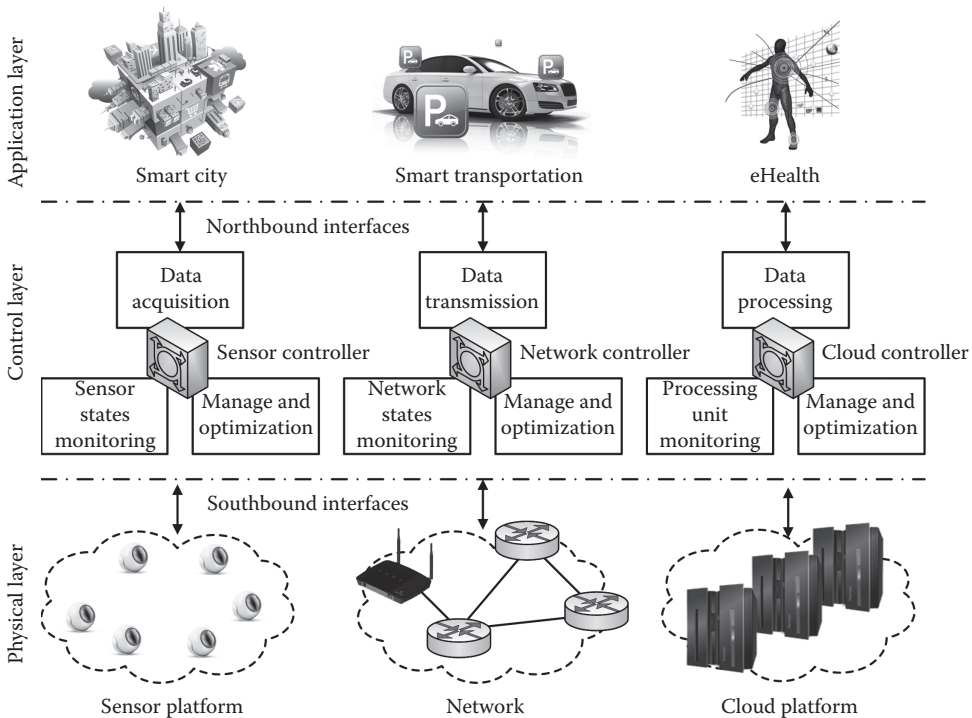 Application layer
P
P
P
Smart city
Smart transportation
eHealth
Northbound interfaces
Control layer
Data
acquisition
Data
transmission
Data
processing
Sensor controller
Network controller
Cloud controller
Sensor
states
monitoring
Manage and
optimization
Network
states
monitoring
Manage and
optimization
Processing
unit
monitoring
Manage and
optimization
Southbound interfaces
Physical layer
Sensor platform
Network
Cloud platform